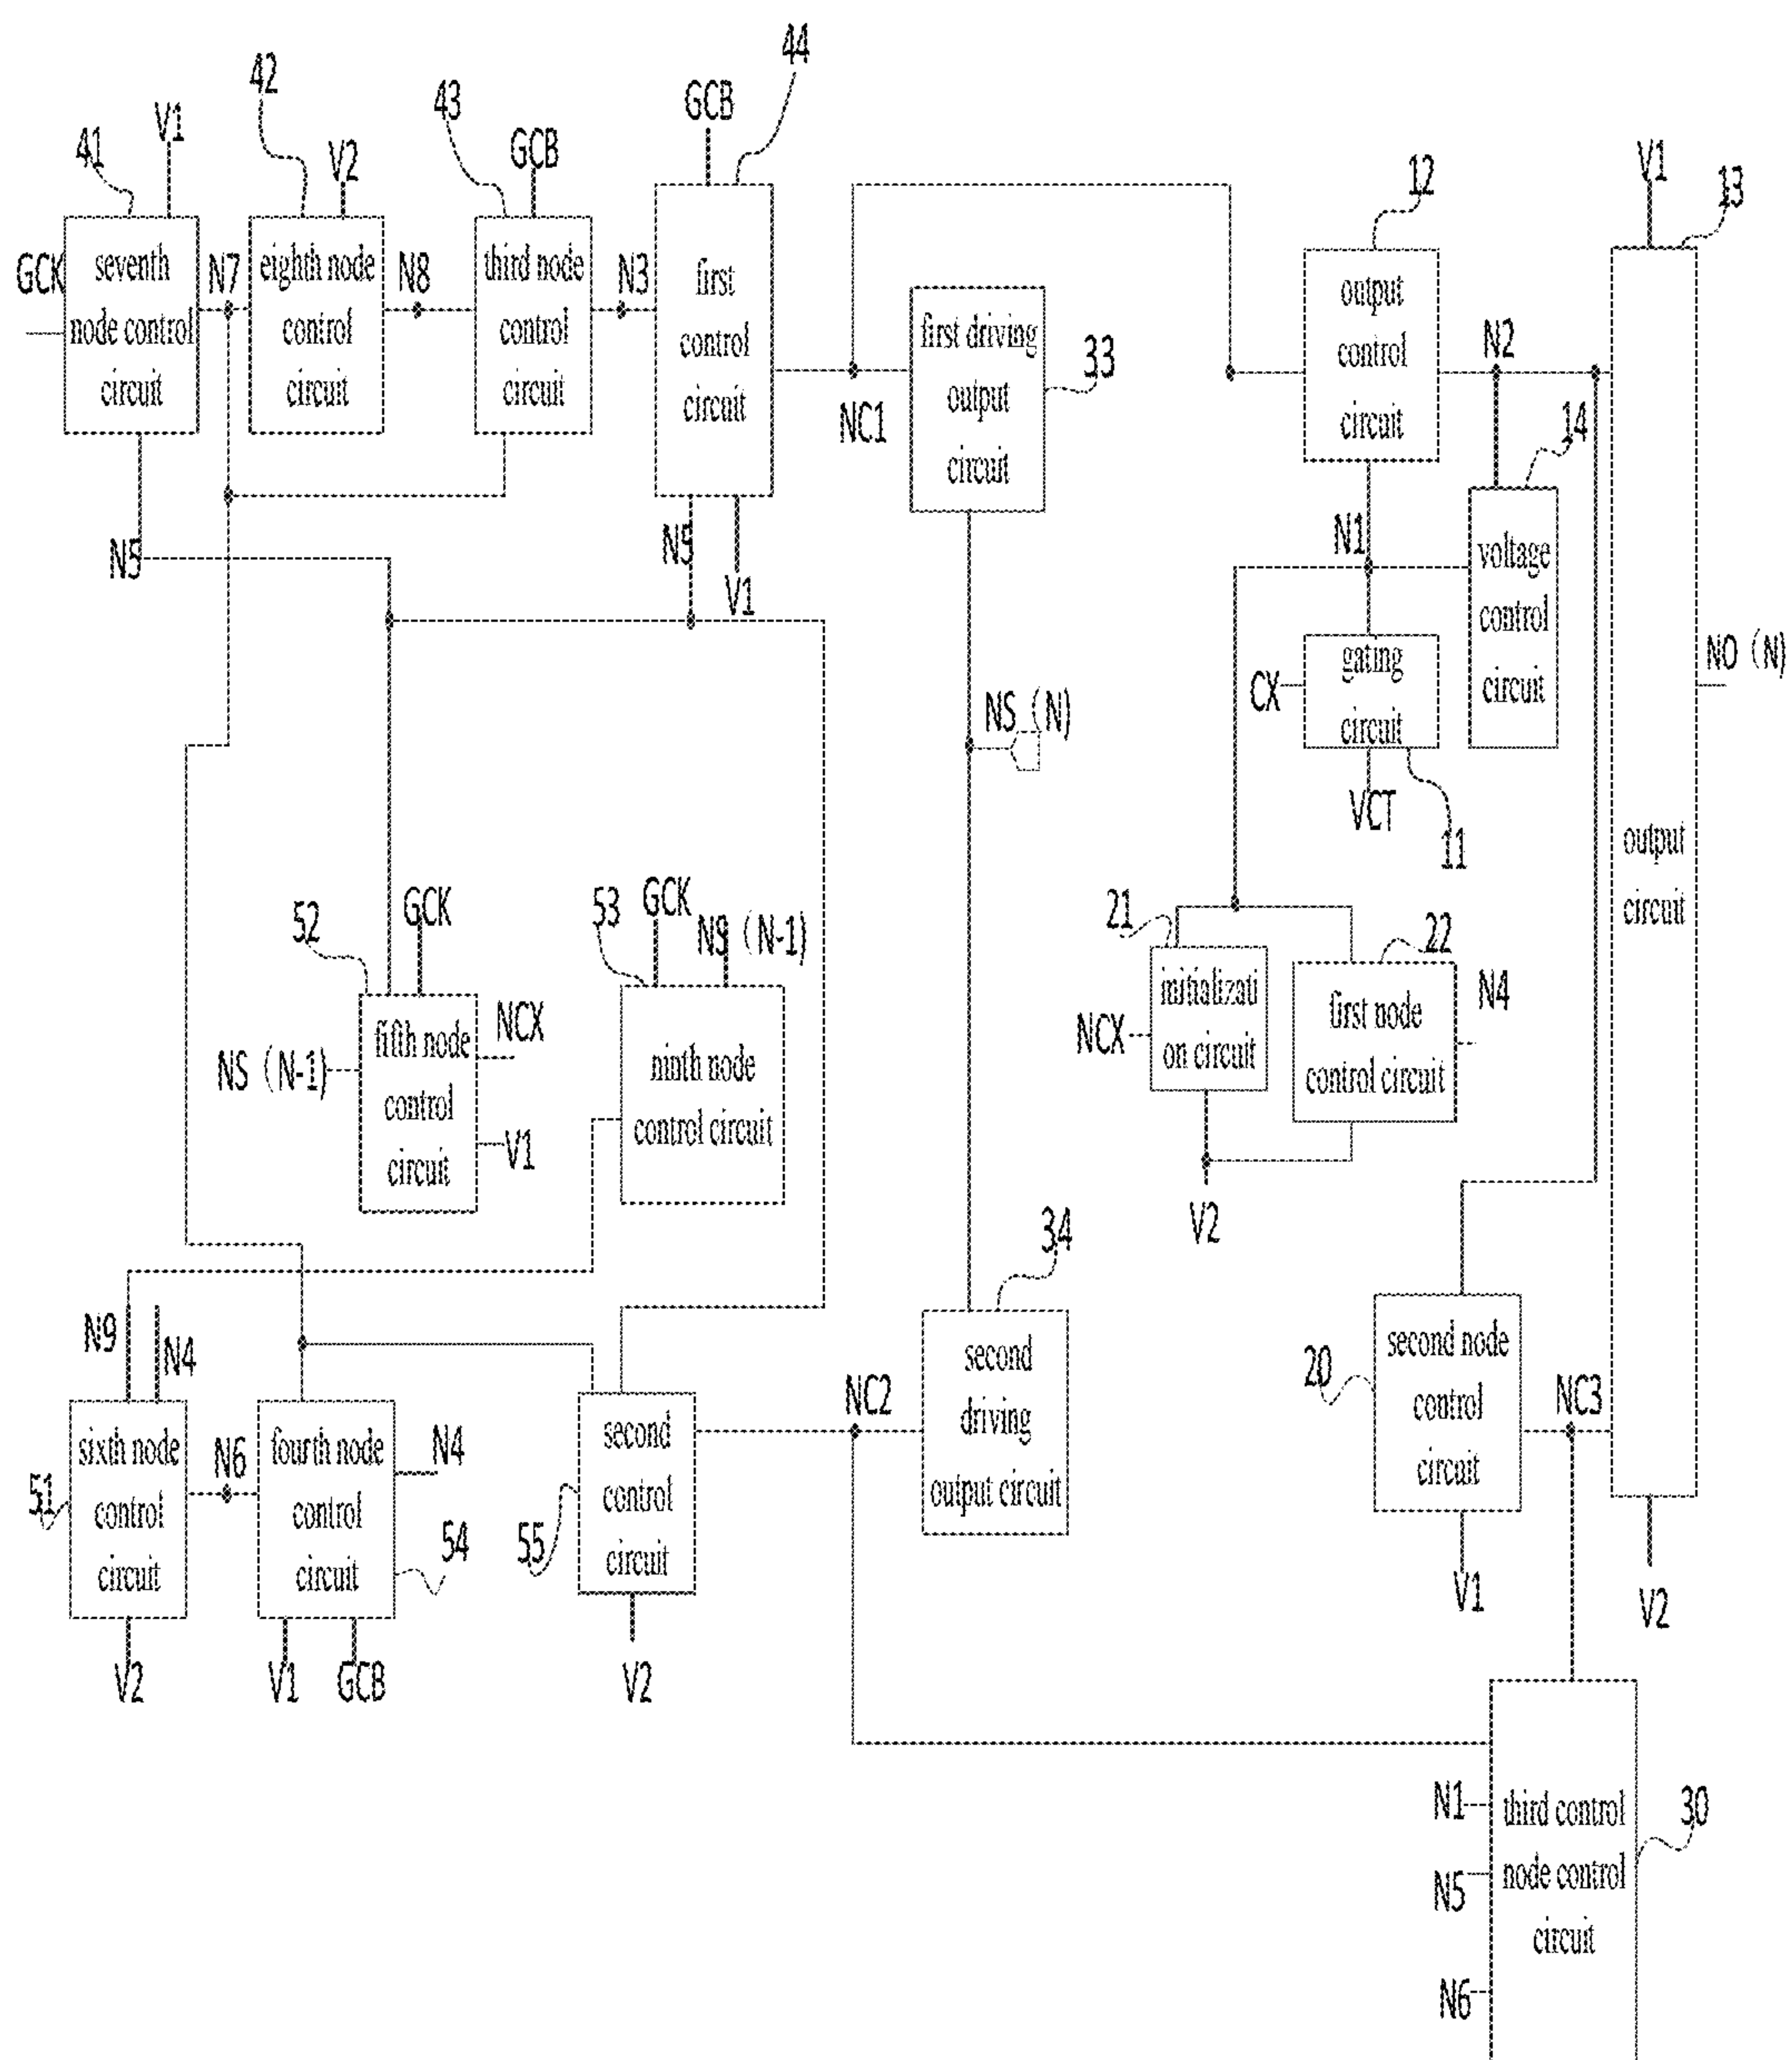 44
42
43
GCB
V1
41
V2
GCB
12
V1
13
GCK
seventh
node control
circuit
N7
eighth node
control
circuit
N8
third node
control
circuit
N3
first
control
circuit
NC1
first driving
output
circuit
33
output
control
circuit
N2
14
N5
N5
V1
N1
voltage
control
circuit
NS (N)
CX
gating
circuit
VCT
11
NO (N)
output
circuit
52
GCK
53
GCK
N9 (N-1)
21
22
NS (N-1)
fifth node
control
circuit
NCX
V1
ninth node
control circuit
NCX
initializati
on circuit
first node
control circuit
N4
V2
34
N9
N4
51
sixth node
control
circuit
N6
fourth node
control
circuit
N4
54
55
second
control
circuit
NC2
second
driving
output circuit
20
second node
control
circuit
NC3
V2
V1
GCB
V2
V1
V2
N1
N5
N6
third control
node control
circuit
30